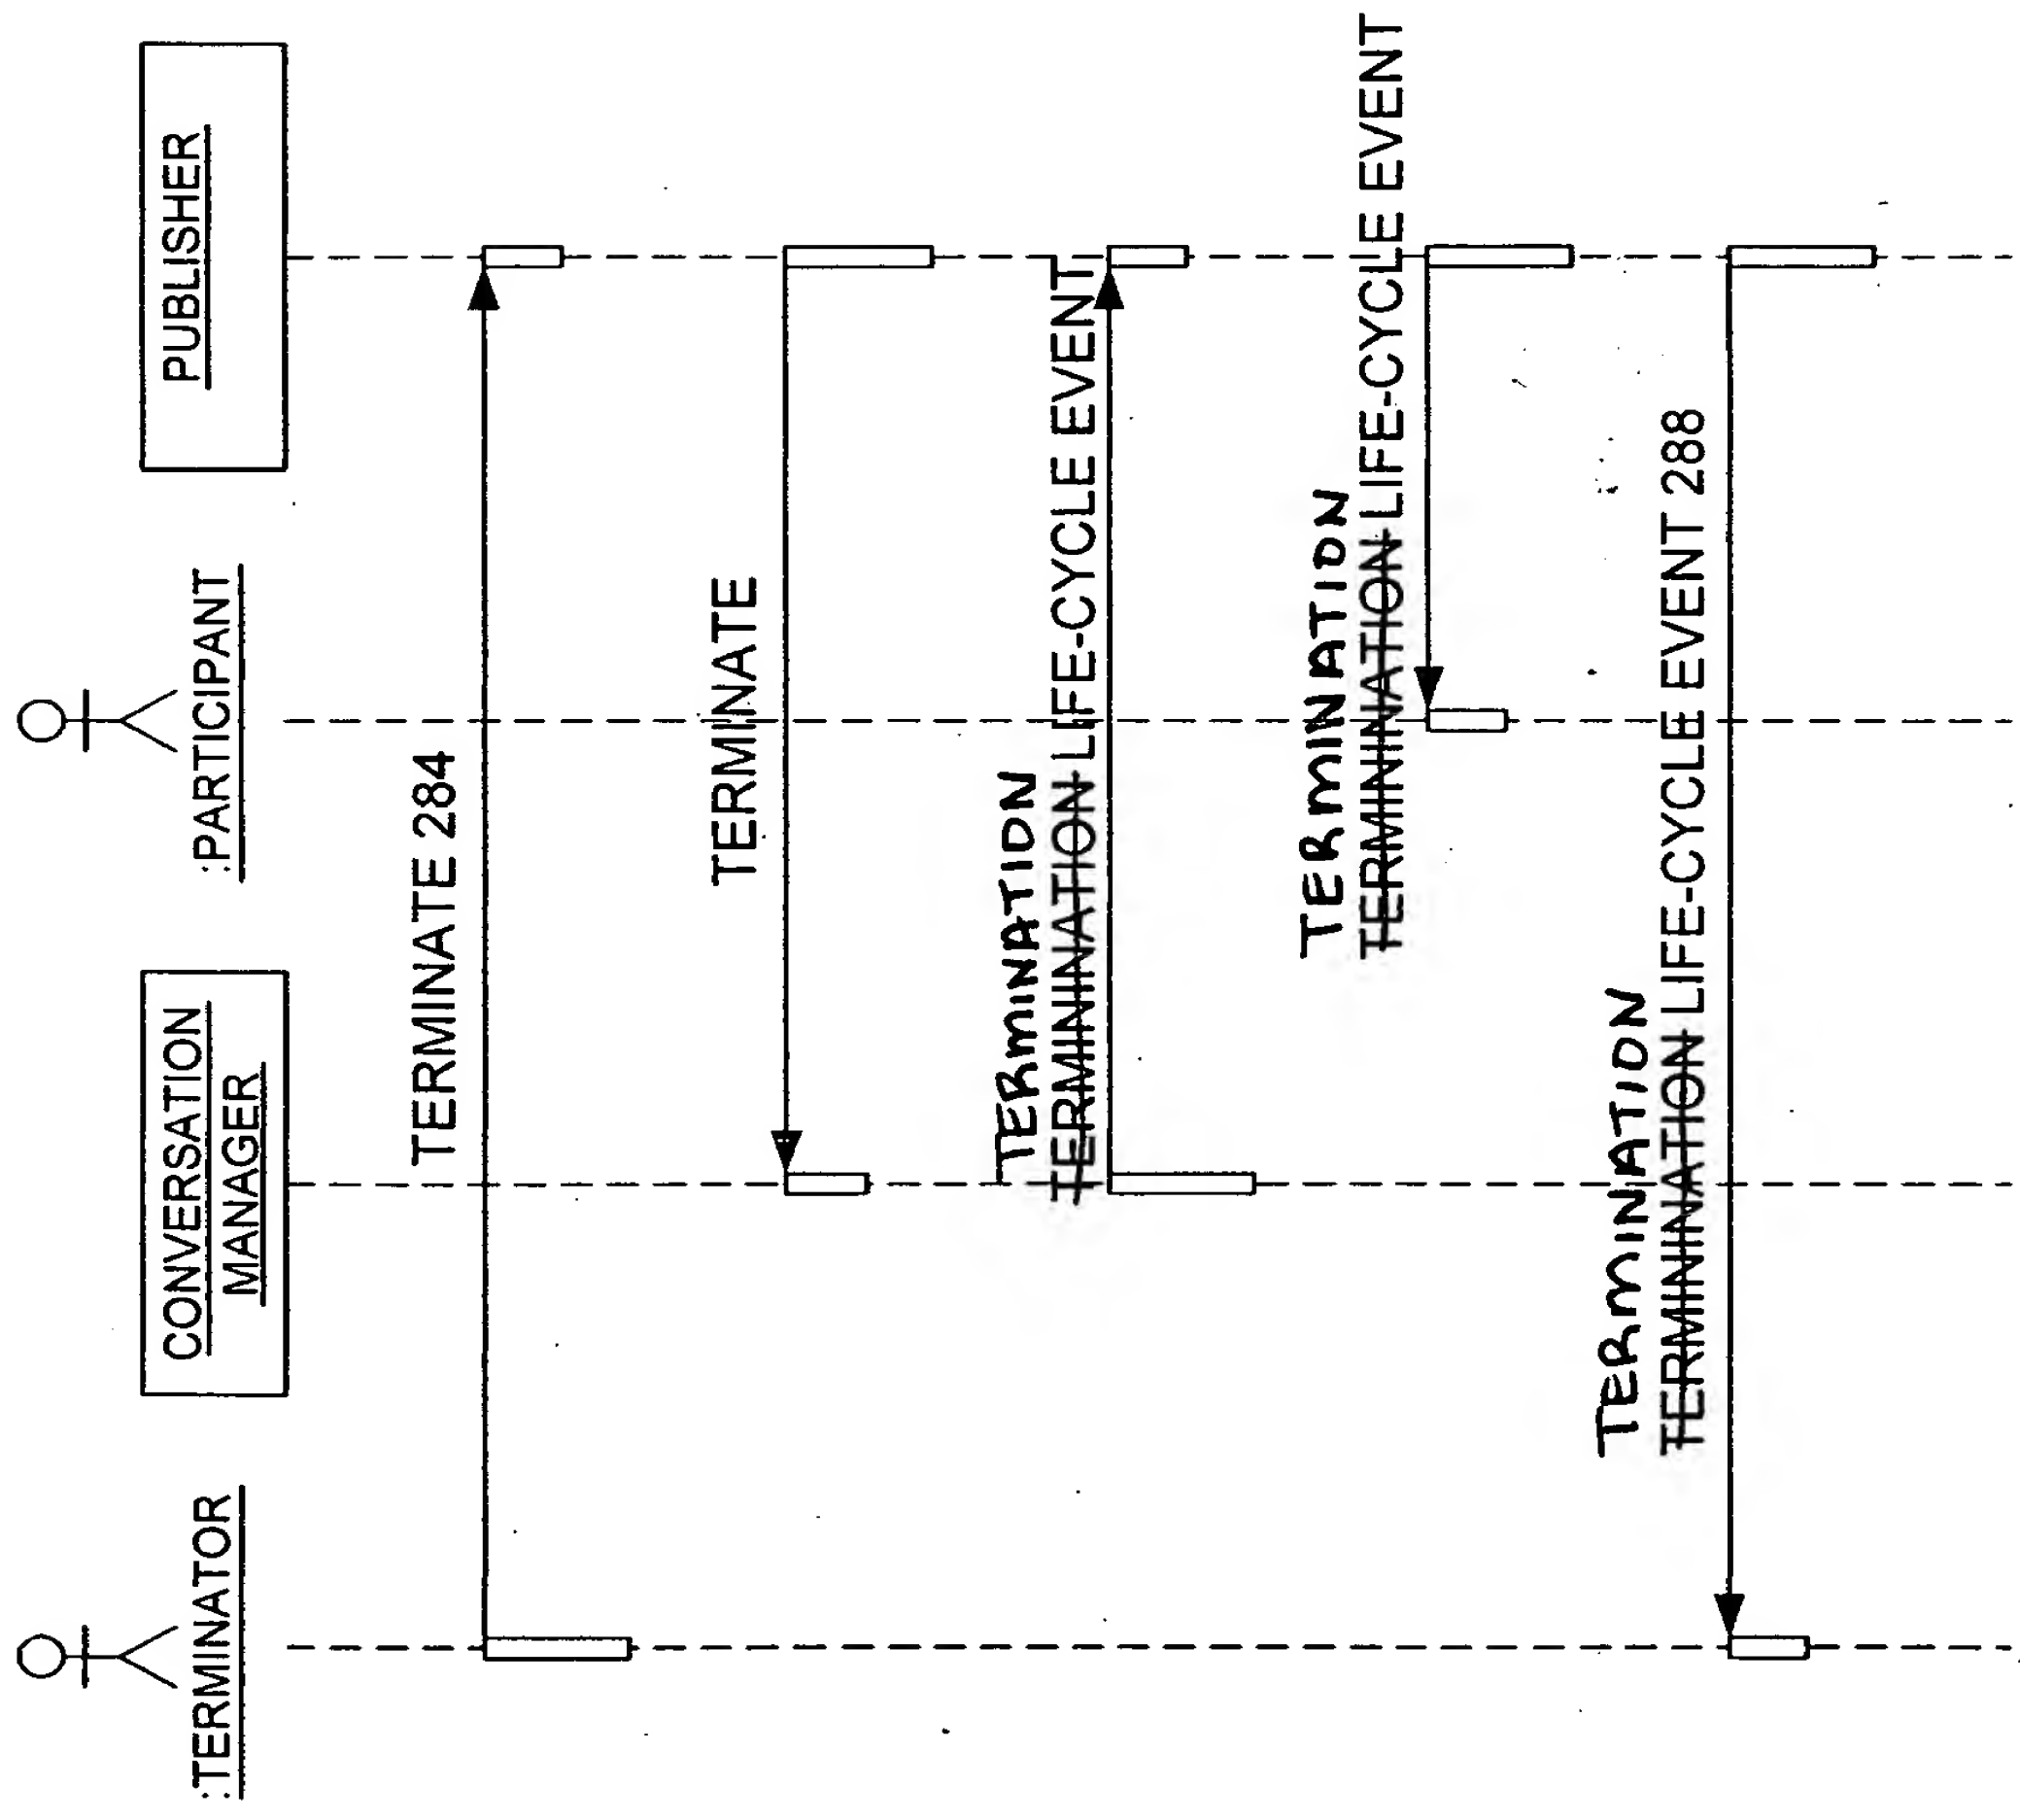 :TERMINATOR
CONVERSATION
MANAGER
:PARTICIPANT
PUBLISHER
TERMINATE 284
TERMINATE
TERMINATION
TERMININATION LIFE-CYCLE EVENT
TERMINATION
TERMININATION LIFE-CYCLE EVENT
TERMINATION
TERMININATION LIFE-CYCLE EVENT 288